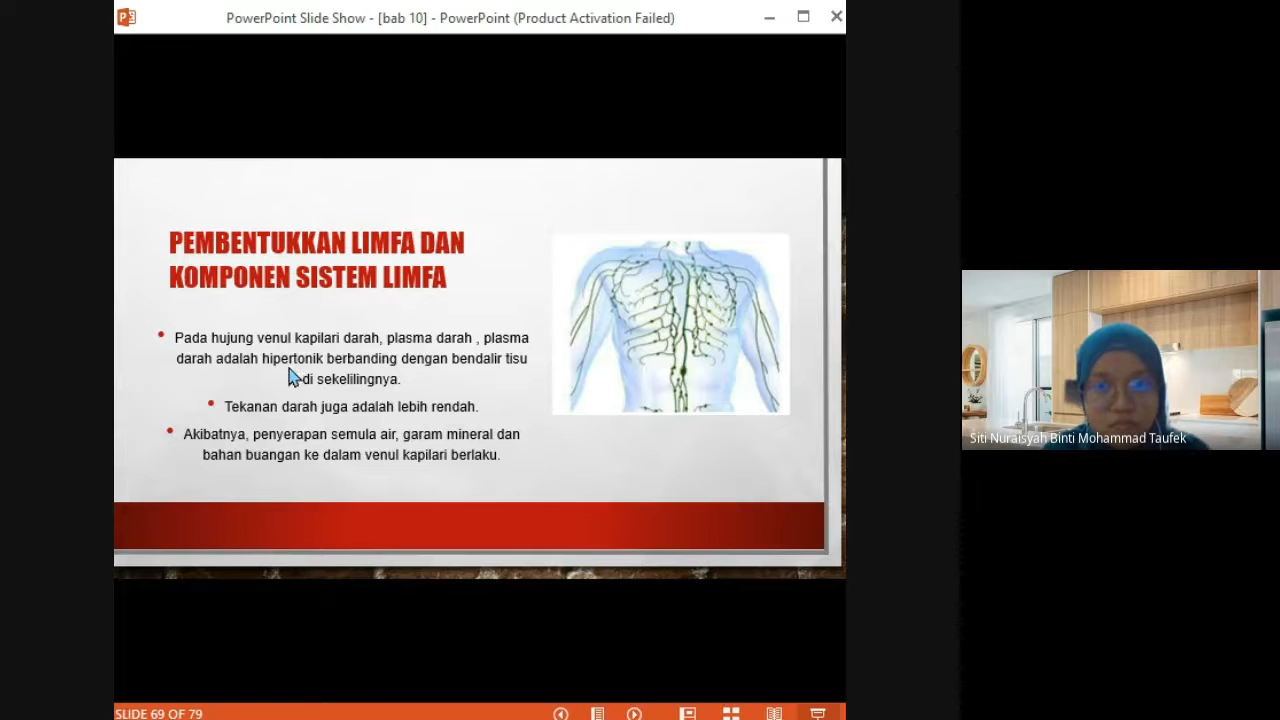 PowerPoint Slide Show - [bab 10] - PowerPoint (Product Activation Failed)
PEMBENTUKKAN LIMFA DAN
KOMPONEN SISTEM LIMFA
• Pada hujung venul kapilari darah, plasma darah , plasma
darah adalah hipertonik berbanding dengan bendalir tisu
di sekelilingnya.
• Tekanan darah juga adalah lebih rendah.
• Akibatnya, penyerapan semula air, garam mineral dan
bahan buangan ke dalam venul kapilari berlaku.
Siti Nuraisyah Binti Mohammad Taufek
SLIDE 69 OF 79